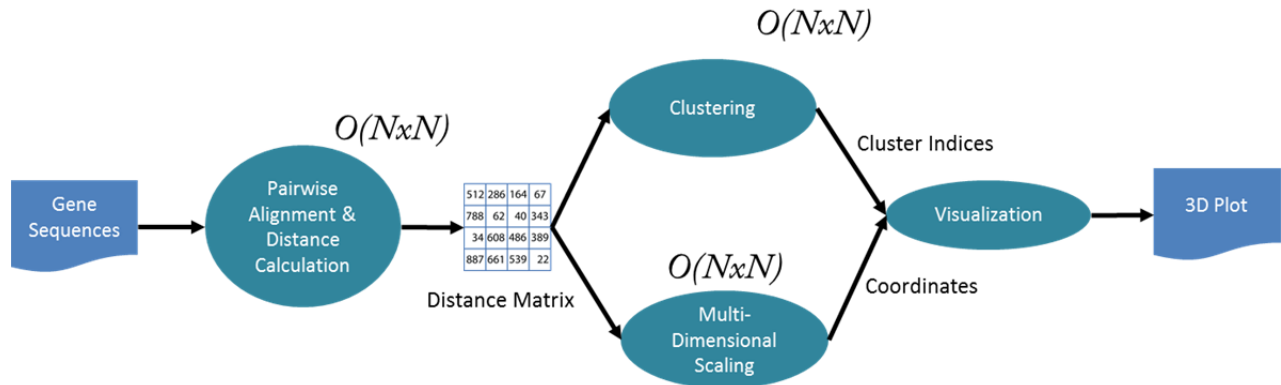 O(NxN)
Gene
Sequences
Pairwise
Alignment &
Distance
Calculation
512 286 164 67
788 62 40 343
34 608 486 389
887 661 539 22
Distance Matrix
O(NxN)
Clustering
Cluster Indices
O(NxN)
Multi-
Dimensional
Scaling
Coordinates
Visualization
3D Plot